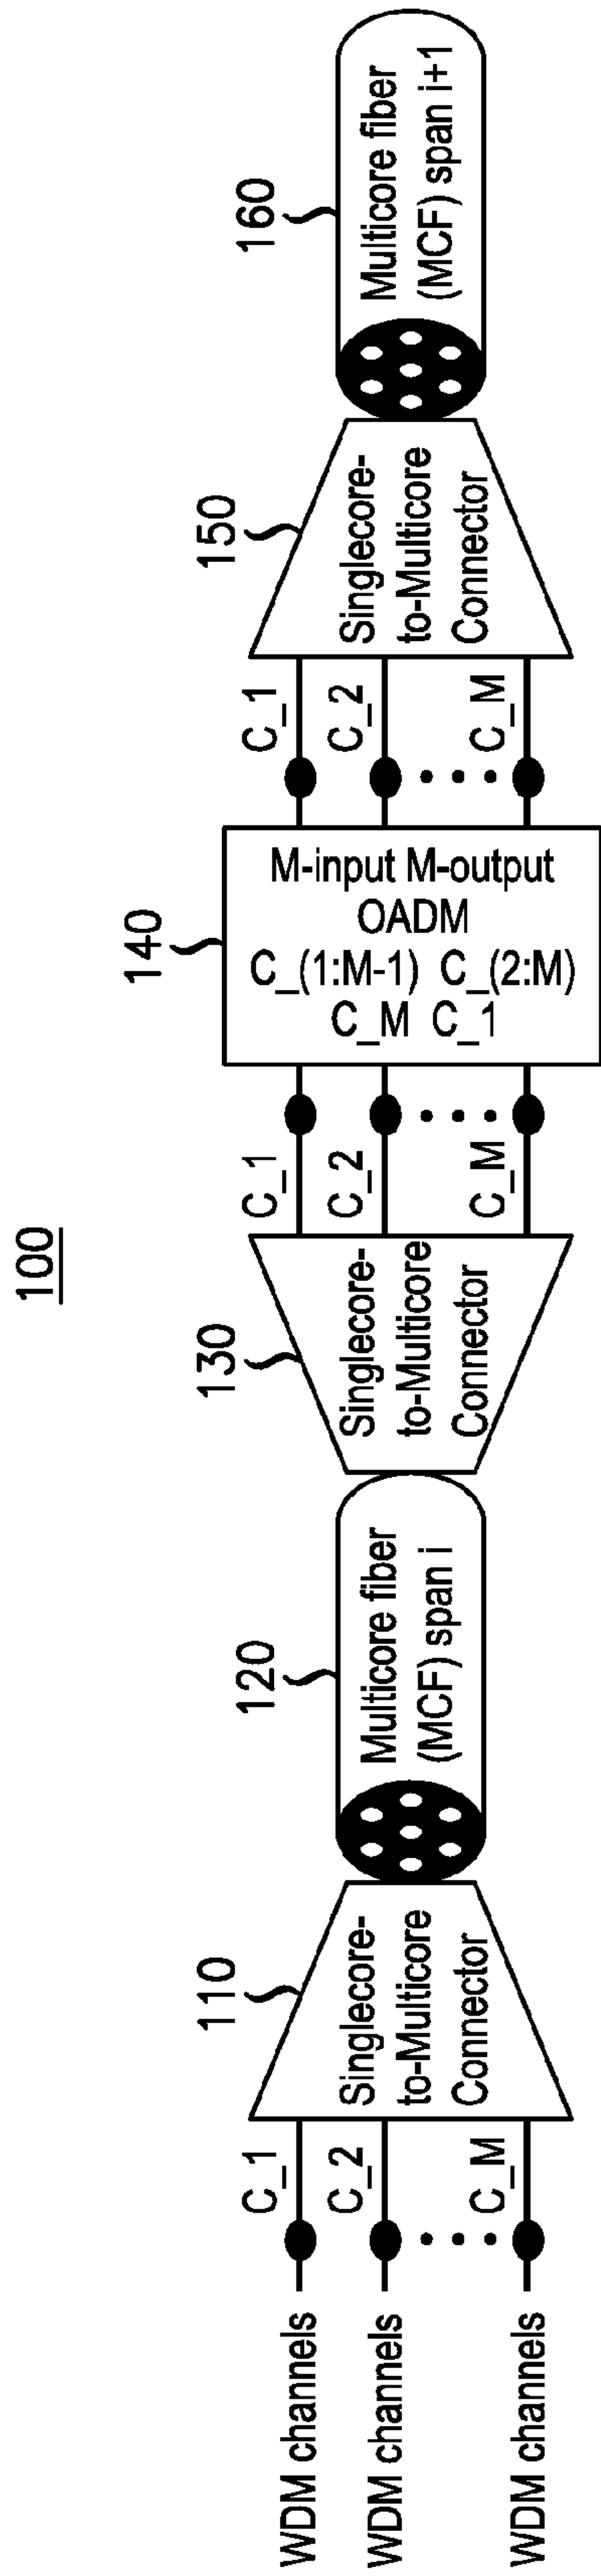 100
WDM channels
WDM channels
WDM channels
C_1
C_2
C_M
110
Singlecore-
to-Multicore
Connector
120
Multicore fiber
(MCF) span i
130
Singlecore-
to-Multicore
Connector
C_1
C_2
C_M
140
M-input M-output
OADM
C_(1:M-1) C_(2:M)
C_M C_1
C_1
C_2
C_M
150
Singlecore-
to-Multicore
Connector
160
Multicore fiber
(MCF) span i+1